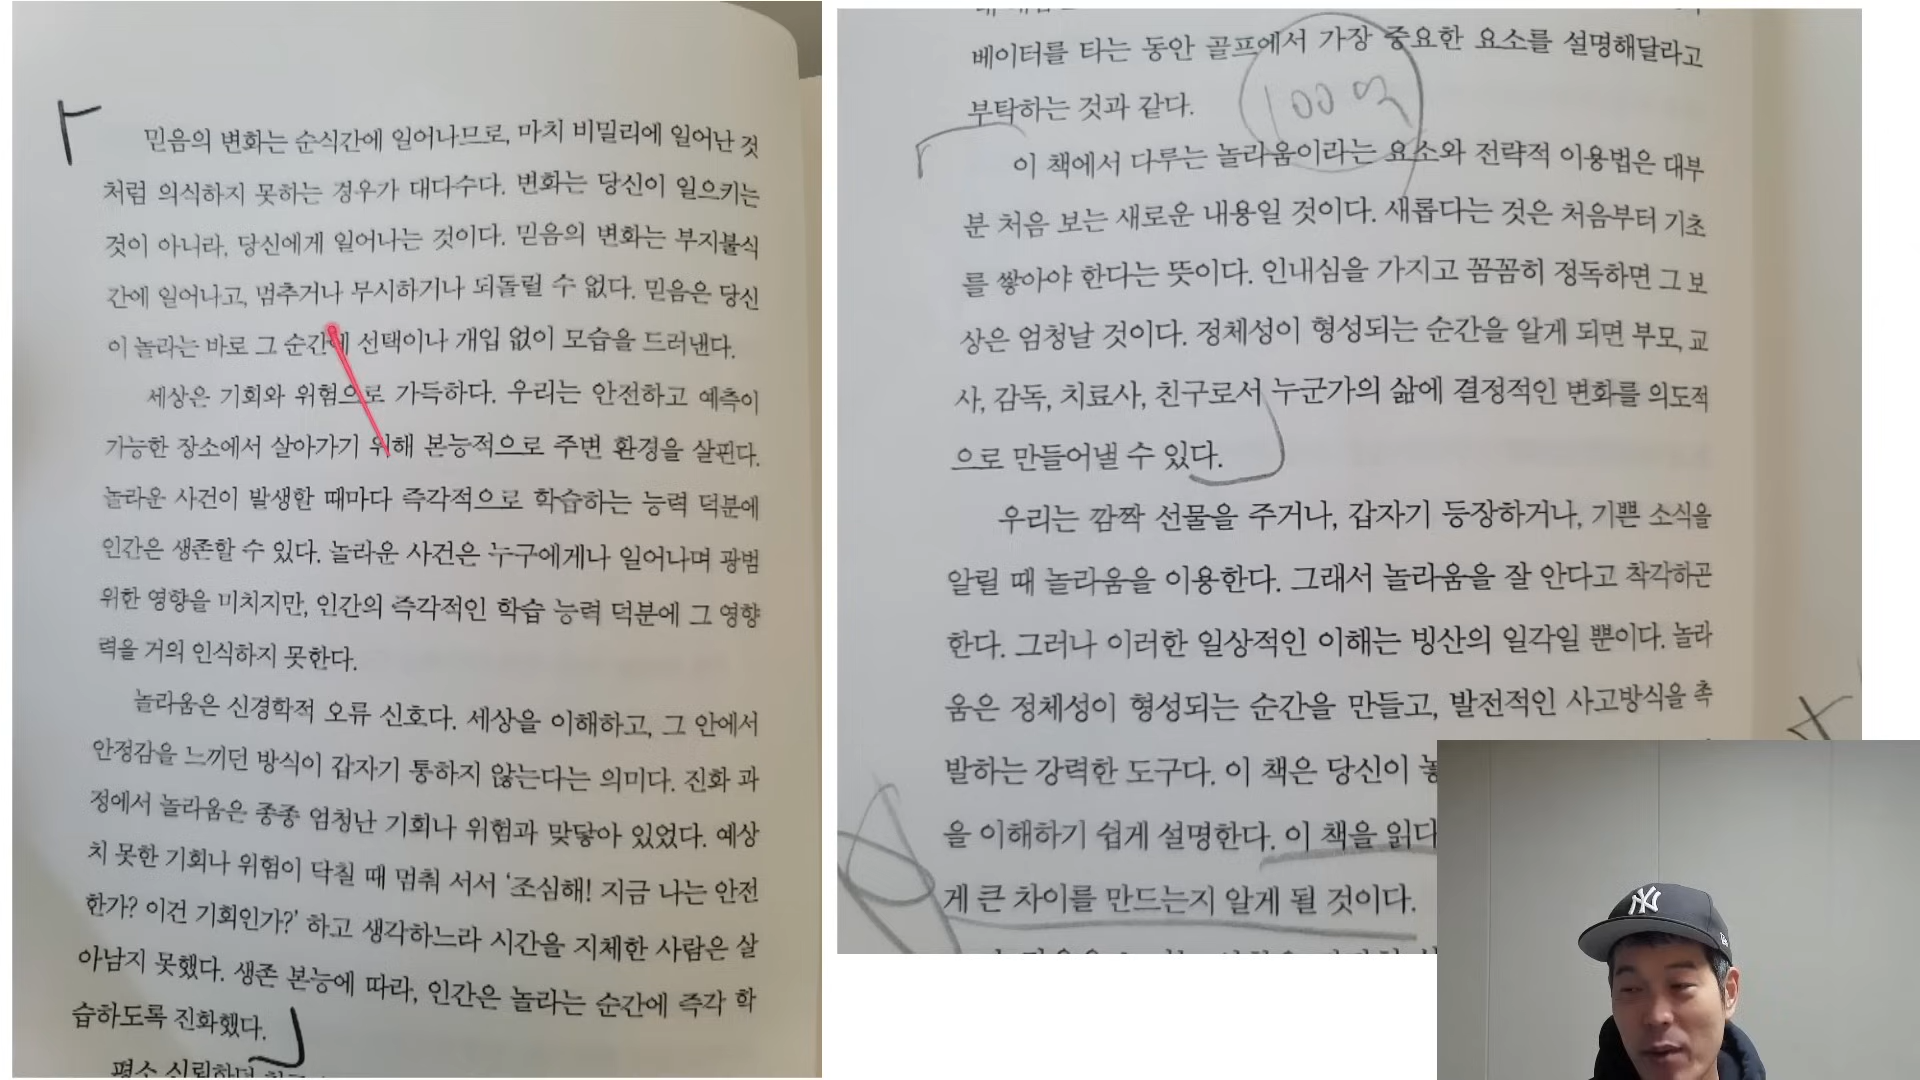 믿음의 변화는 순식간에 일어나므로, 마치 비밀리에 일어난 것
처럼 의식하지 못하는 경우가 대다수다. 변화는 당신이 일으키는
것이 아니라, 당신에게 일어나는 것이다. 믿음의 변화는 부지불식
간에 일어나고, 멈추거나 무시하거나 되돌릴 수 없다. 믿음은 당신
이 놀라는 바로 그 순간에 선택이나 개입 없이 모습을 드러낸다.
세상은 기회와 위험으로 가득하다. 우리는 안전하고 예측이
가능한 장소에서 살아가기 위해 본능적으로 주변 환경을 살핀다.
놀라운 사건이 발생할 때마다 즉각적으로 학습하는 능력 덕분에
인간은 생존할 수 있다. 놀라운 사건은 누구에게나 일어나며 광범
위한 영향을 미치지만, 인간의 즉각적인 학습 능력 덕분에 그 영향
력을 거의 인식하지 못한다.
놀라움은 신경학적 오류 신호다. 세상을 이해하고, 그 안에서
안정감을 느끼던 방식이 갑자기 통하지 않는다는 의미다. 진화 과
정에서 놀라움은 종종 엄청난 기회나 위험과 맞닿아 있었다. 예상
치 못한 기회나 위험이 닥칠 때 멈춰 서서 '조심해! 지금 나는 안전
한가? 이건 기회인가?' 하고 생각하느라 시간을 지체한 사람은 살
아남지 못했다. 생존 본능에 따라, 인간은 놀라는 순간에 즉각 학
습하도록 진화했다.
평소 신뢰하던
베이터를 타는 동안 골프에서 가장 중요한 요소를 설명해달라고
부탁하는 것과 같다.
100억
이 책에서 다루는 놀라움이라는 요소와 전략적 이용법은 대부
분 처음 보는 새로운 내용일 것이다. 새롭다는 것은 처음부터 기초
를 쌓아야 한다는 뜻이다. 인내심을 가지고 꼼꼼히 정독하면 그 보
상은 엄청날 것이다. 정체성이 형성되는 순간을 알게 되면 부모, 교
사, 감독, 치료사, 친구로서 누군가의 삶에 결정적인 변화를 의도적
으로 만들어낼 수 있다.
우리는 깜짝 선물을 주거나, 갑자기 등장하거나, 기쁜 소식을
알릴 때 놀라움을 이용한다. 그래서 놀라움을 잘 안다고 착각하곤
한다. 그러나 이러한 일상적인 이해는 빙산의 일각일 뿐이다. 놀라
움은 정체성이 형성되는 순간을 만들고, 발전적인 사고방식을 촉
발하는 강력한 도구다. 이 책은 당신이
을 이해하기 쉽게 설명한다. 이 책을 읽다
게 큰 차이를 만드는지 알게 될 것이다.
NY